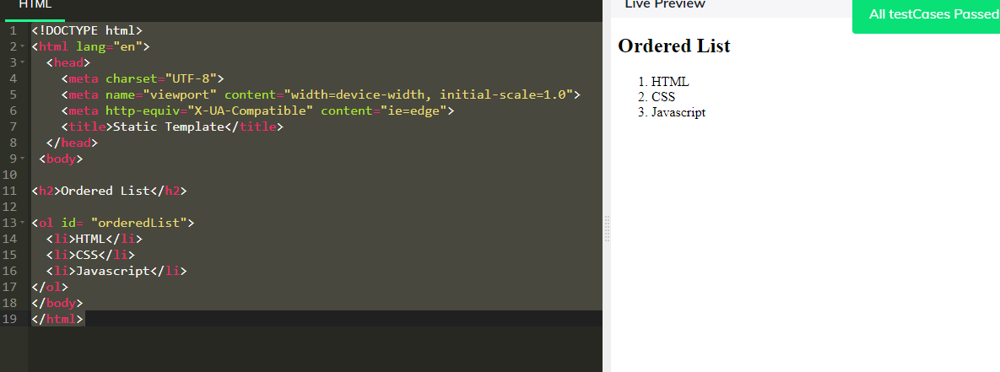 HTML
Live Preview
All testCases Passed
1 <!DOCTYPE html>
2 <html lang="en">
3 <head>
4 <meta charset="UTF-8">
5 <meta name="viewport" content="width=device-width, initial-scale=1.0">
6 <meta http-equiv="X-UA-Compatible" content="ie=edge">
7 <title>Static Template</title>
8 </head>
9 <body>
10
11 <h2>Ordered List</h2>
12
13 <ol id= "orderedList">
14 <li>HTML</li>
15 <li>CSS</li>
16 <li>Javascript</li>
17 </ol>
18 </body>
19 </html>
Ordered List
1. HTML
2. CSS
3. Javascript